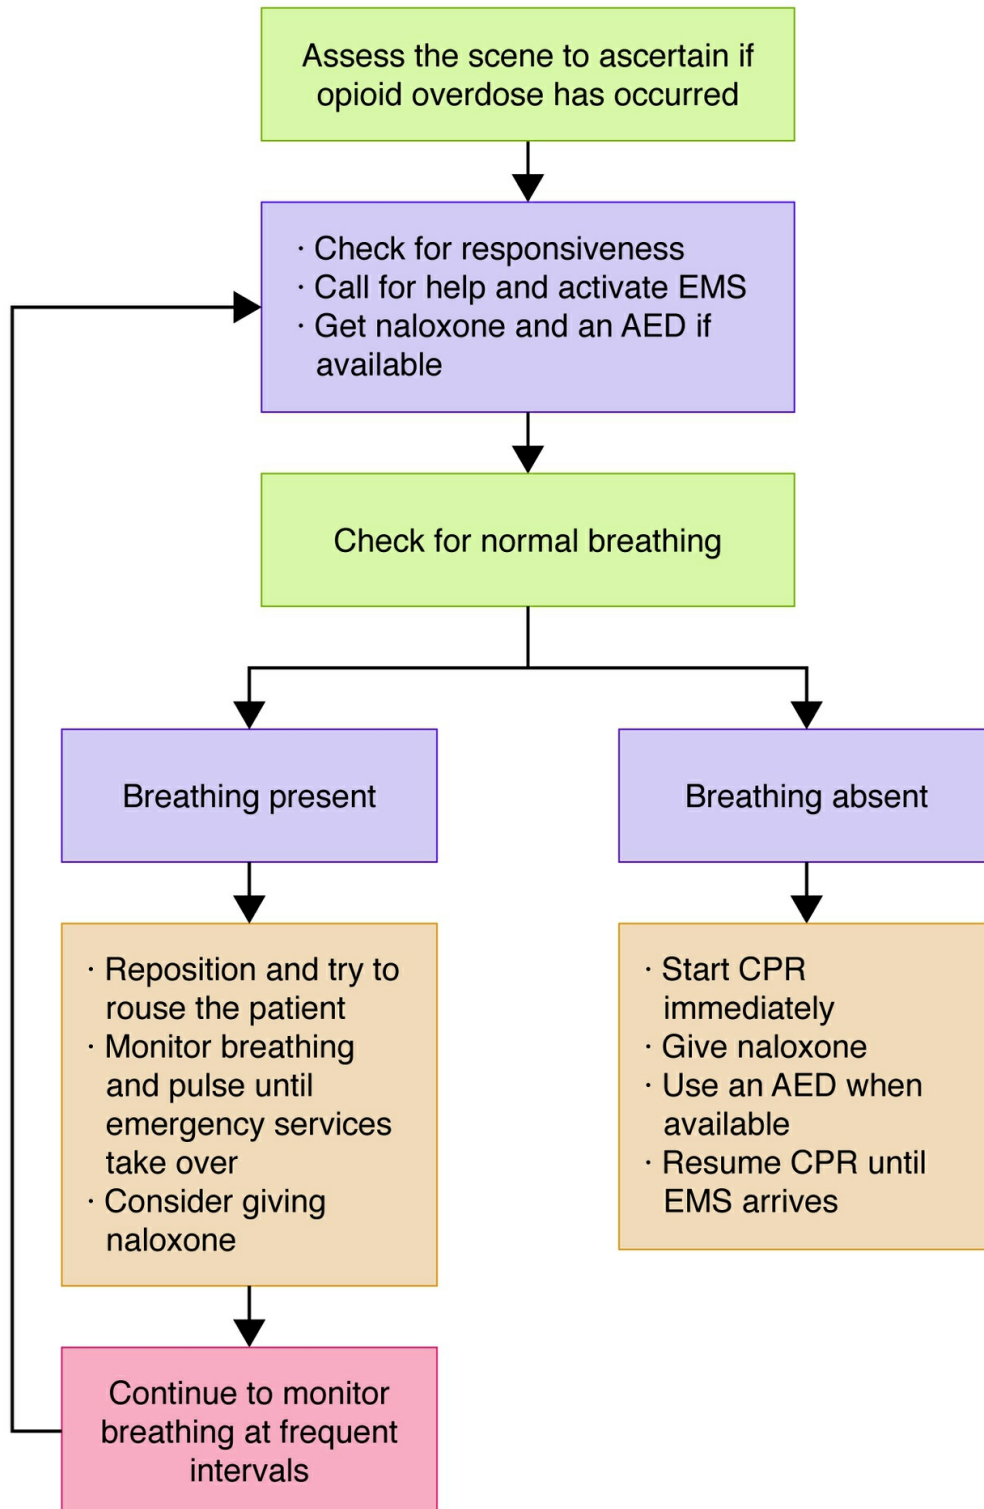 Assess the scene to ascertain if
opioid overdose has occurred
· Check for responsiveness
· Call for help and activate EMS
· Get naloxone and an AED if
available
Check for normal breathing
Breathing present
Breathing absent
· Reposition and try to
rouse the patient
· Monitor breathing
and pulse until
emergency services
take over
· Consider giving
naloxone
· Start CPR
immediately
· Give naloxone
· Use an AED when
available
· Resume CPR until
EMS arrives
Continue to monitor
breathing at frequent
intervals